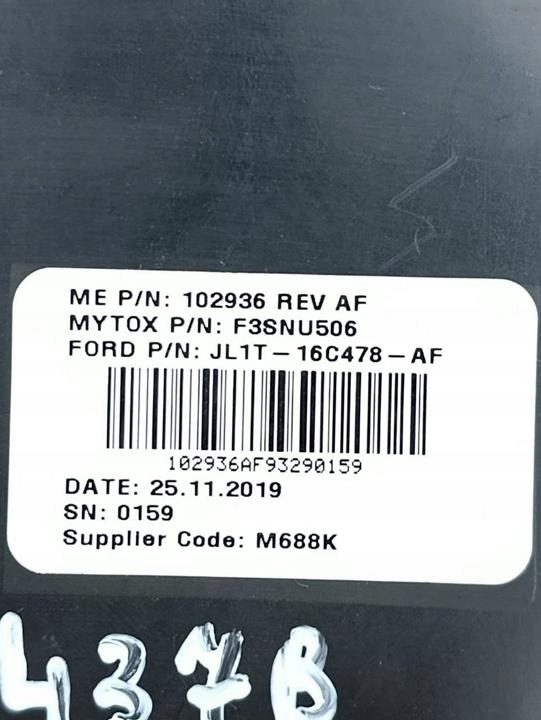 ME P/N: 102936 REV AF
MYTOX P/N: F3SNU506
FORD P/N: JL1T-16C478-AF
102936AF93290159
DATE: 25.11.2019
SN: 0159
Supplier Code: M688K